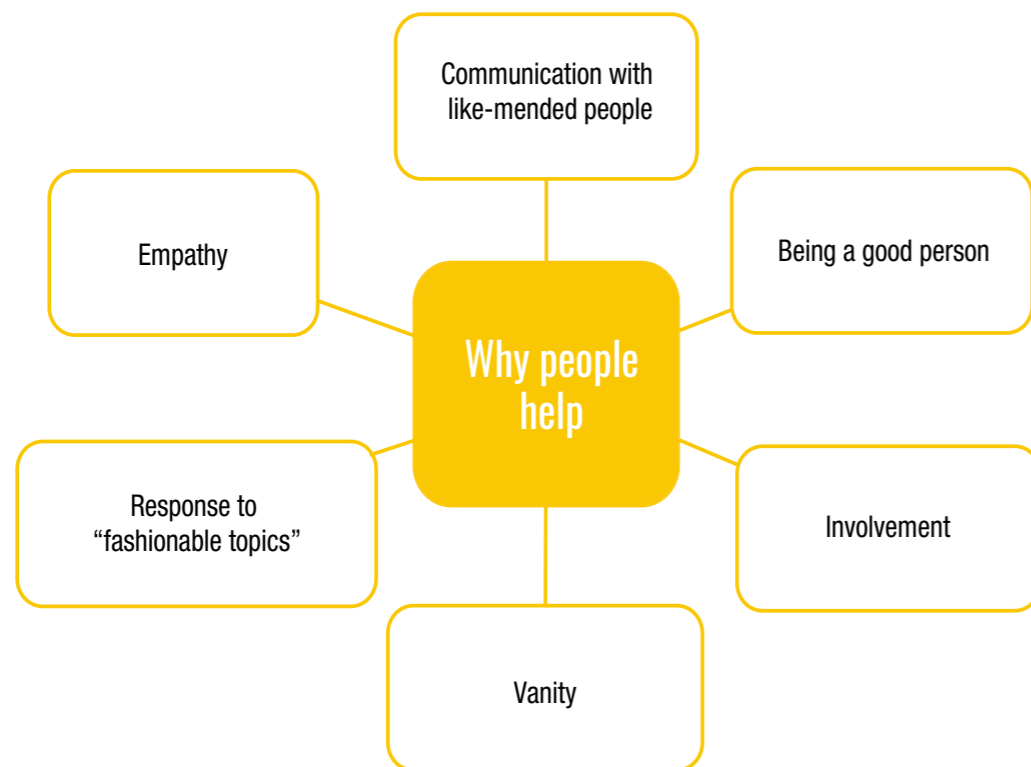 Communication with
like-mended people
Empathy
Being a good person
Why people
help
Response to
“fashionable topics”
Involvement
Vanity